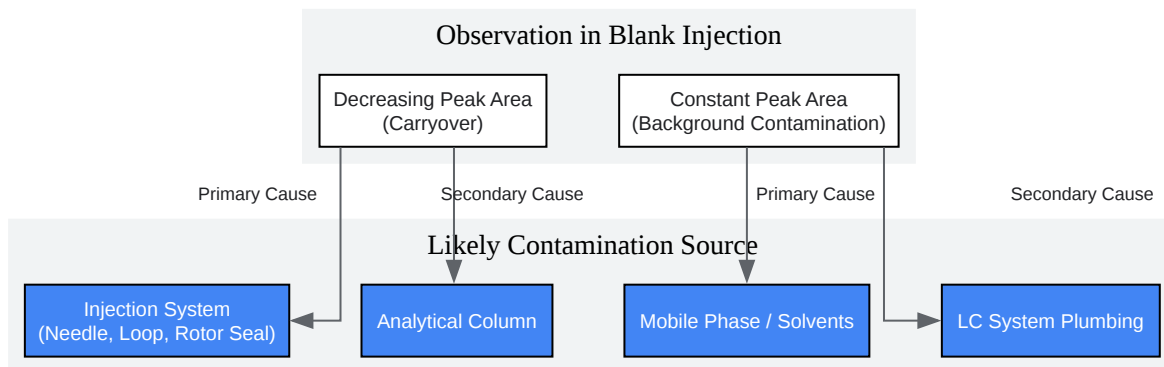 Observation in Blank Injection
Decreasing Peak Area
(Carryover)
Constant Peak Area
(Background Contamination)
Primary Cause
Secondary Cause
Primary Cause
Secondary Cause
Likely Contamination Source
Injection System
(Needle, Loop, Rotor Seal)
Analytical Column
Mobile Phase / Solvents
LC System Plumbing